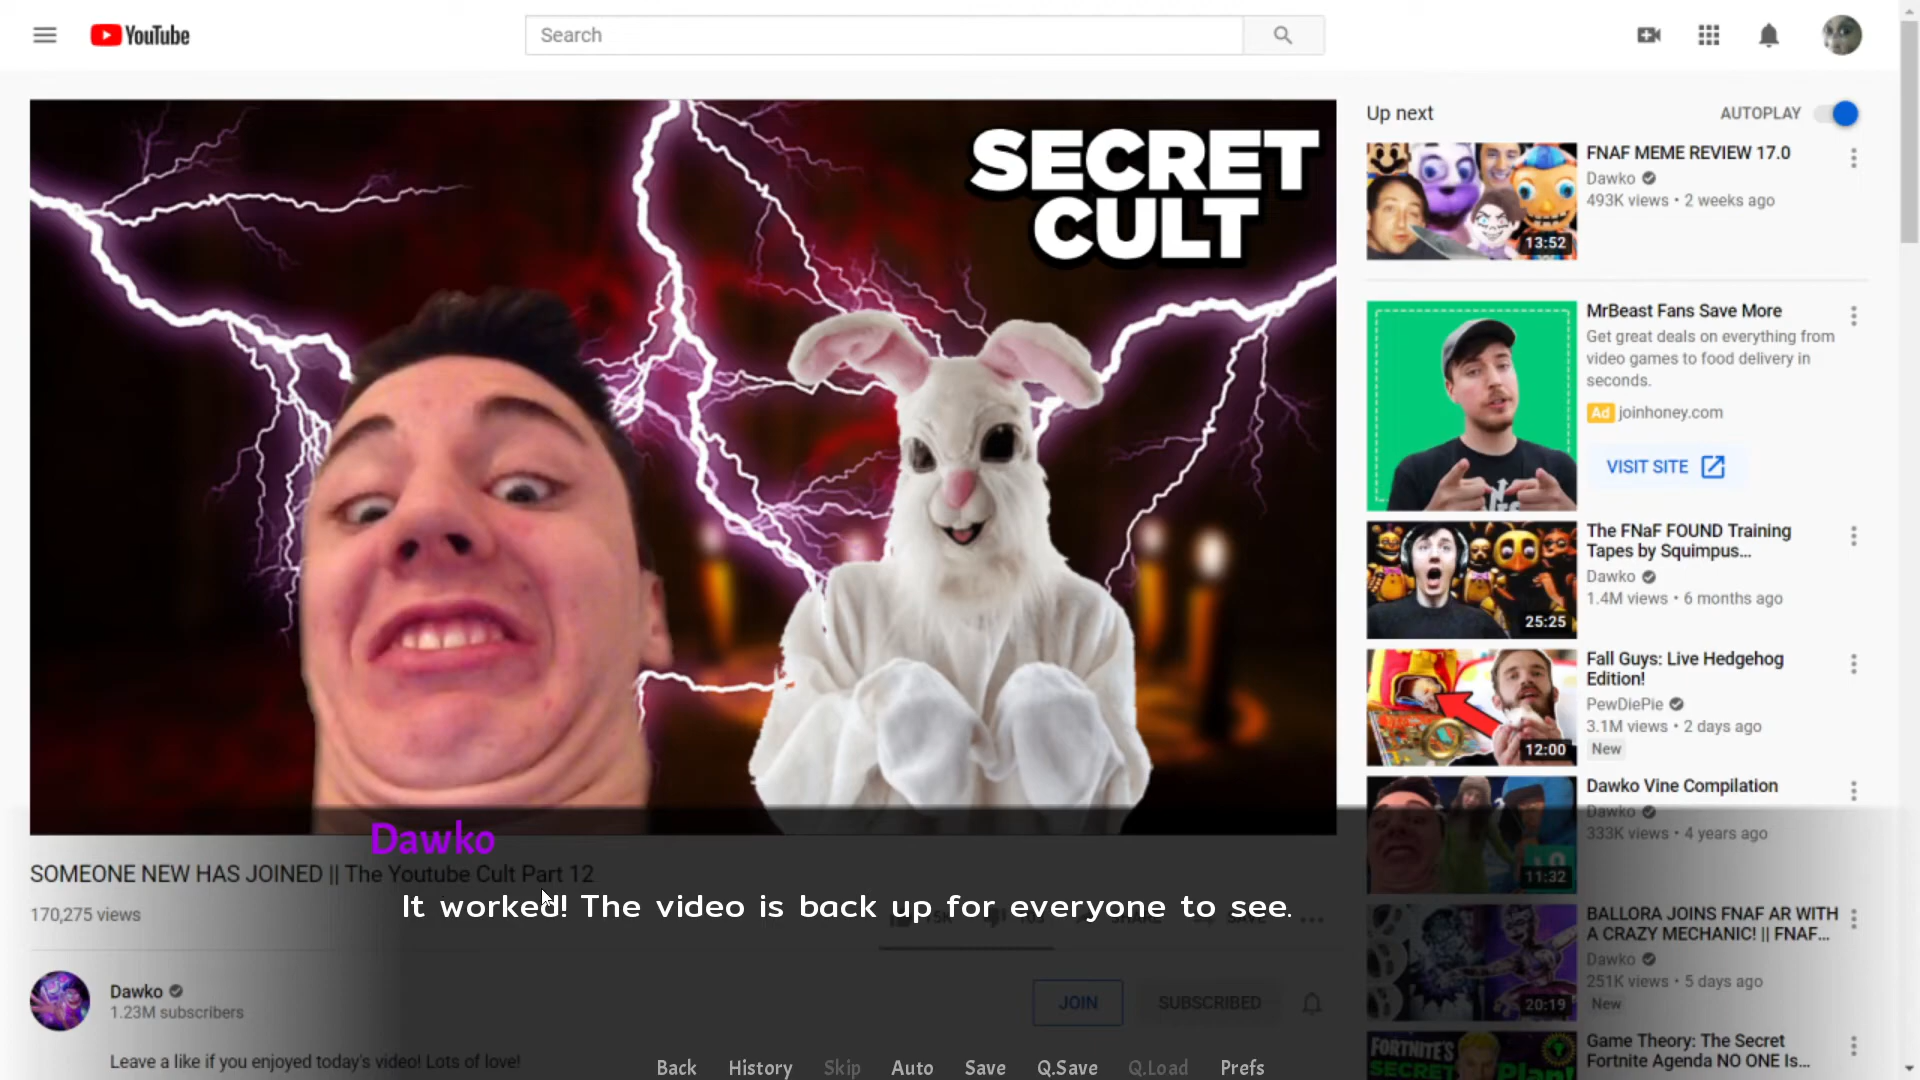 YouTube
Search
SECRET
CULT
Up next
AUTOPLAY
FNAF MEME REVIEW 17.0
Dawko
493K views • 2 weeks ago
13:52
MrBeast Fans Save More
Get great deals on everything from
video games to food delivery in
seconds.
Ad joinhoney.com
VISIT SITE
The FNaF FOUND Training
Tapes by Squimpus...
Dawko
1.4M views • 6 months ago
25:25
Fall Guys: Live Hedgehog
Edition!
PewDiePie
3.1M views • 2 days ago
New
12:00
Dawko Vine Compilation
Dawko
333K views • 4 years ago
11:32
BALLORA JOINS FNAF AR WITH
A CRAZY MECHANIC! || FNAF...
Dawko
251K views • 5 days ago
New
20:19
Game Theory: The Secret
Fortnite Agenda NO ONE Is...
FORTNITE'S
SECRET Plan!
Dawko
SOMEONE NEW HAS JOINED || The Youtube Cult Part 12
It worked! The video is back up for everyone to see.
170,275 views
SHARE
SAVE
Dawko
1.23M subscribers
JOIN
SUBSCRIBED
Leave a like if you enjoyed today's video! Lots of love!
Back History Skip Auto Save Q.Save Q.Load Prefs